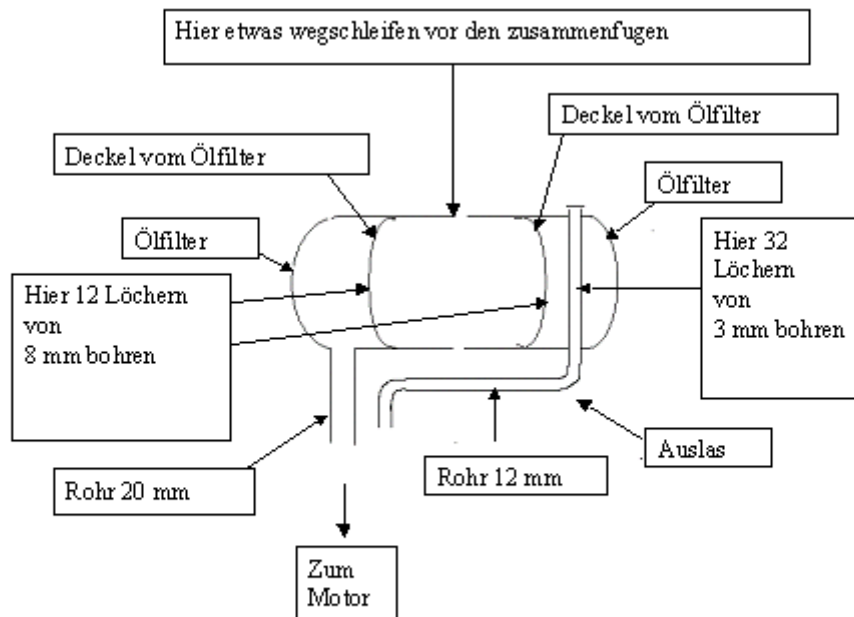 Hier etwas wegschleifen vor den zusammenfugen
Deckel vom Ölfilter
Deckel vom Ölfilter
Ölfilter
Ölfilter
Hier 12 Löchern
von
8 mm bohren
Hier 32
Löchern
von
3 mm bohren
Rohr 20 mm
Rohr 12 mm
Auslas
Zum
Motor